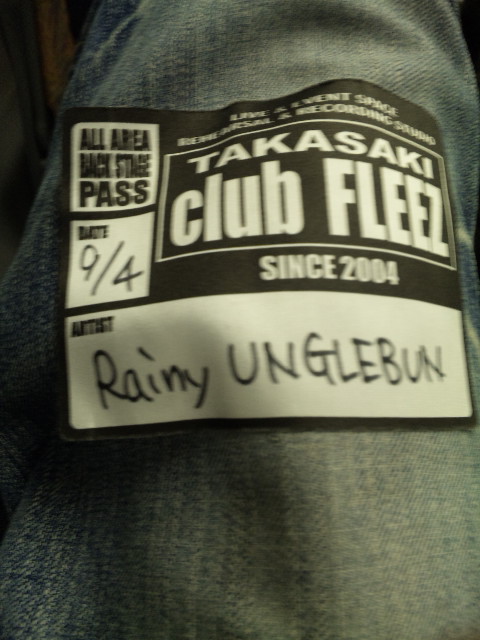 LIVE & EVENT SPACE
REHEARSAL & RECORDING STUDIO
ALL AREA
BACK STAGE
PASS
TAKASAKI
club FLEEZ
SINCE 2004
DATE
9/4
ARTIST
Rainy UNGLEBUN